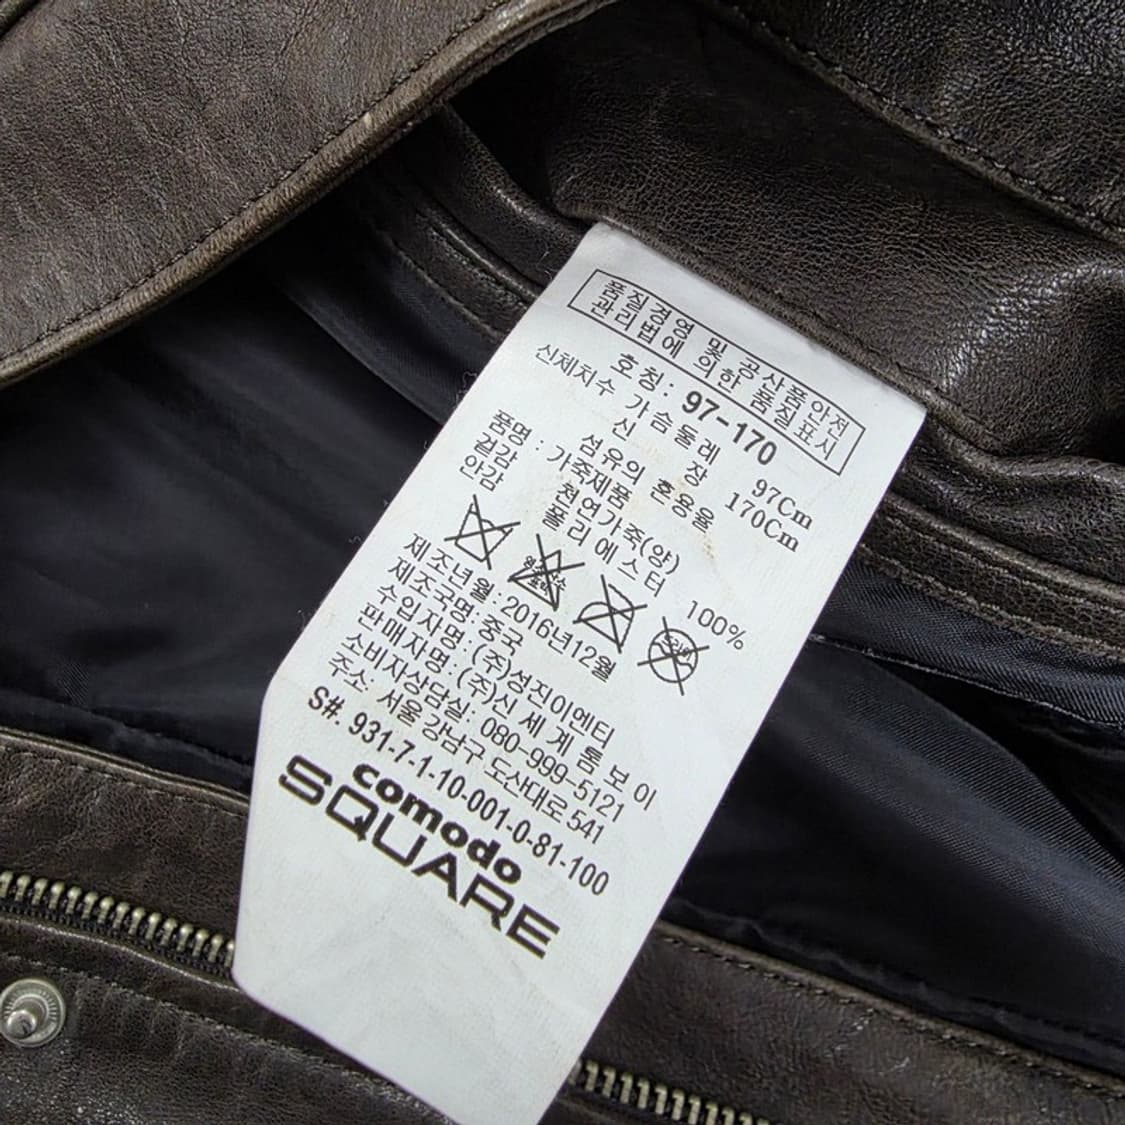 품질경영 및 공산품안전
관리법에 의한 품질표시
호칭: 97-170
신체치수 가슴둘레 97Cm
신 장 170Cm
섬유의 혼용율
품명 : 가죽제품
겉감 천연가죽(양)
안감 폴리에스터 100%
제조년월: 2016년12월
제조국명: 중국
수입자명: (주)성지이엔티
판매자명: (주)신세계톰보이
소비자상담실: 080-999-5121
주소: 서울 강남구 도산대로 541
S#. 931-7-1-10-001-0-81-100
comodo
SQUARE